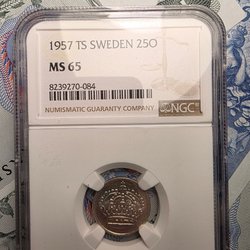 1957 TS SWEDEN 25O
MS 65
8239270-084
NUMISMATIC GUARANTY COMPANY
NGC